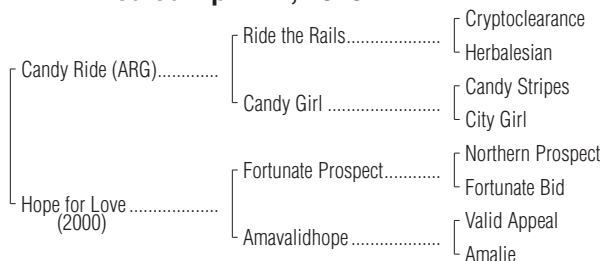 Cryptoclearance
Ride the Rails..................
Herbalesian
Candy Ride (ARG).............
Candy Stripes
Candy Girl ........................
City Girl
Northern Prospect
Fortunate Prospect............
Fortunate Bid
Hope for Love ...................
(2000)
Valid Appeal
Amavalidhope ...................
Amalie